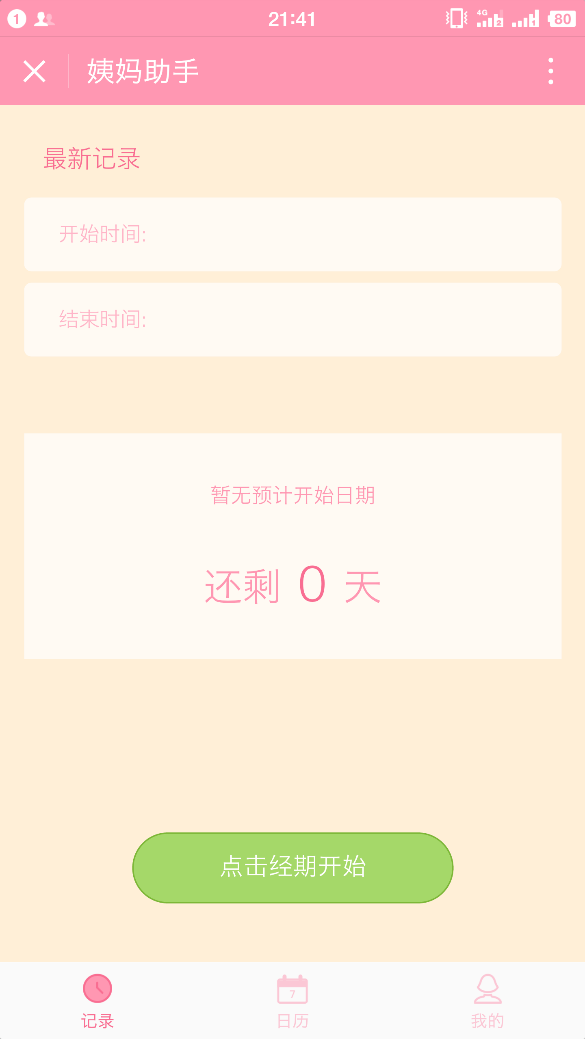 1
21:41
4G
2
80
姨妈助手
最新记录
开始时间:
结束时间:
暂无预计开始日期
还剩 0 天
点击经期开始
7
记录
日历
我的